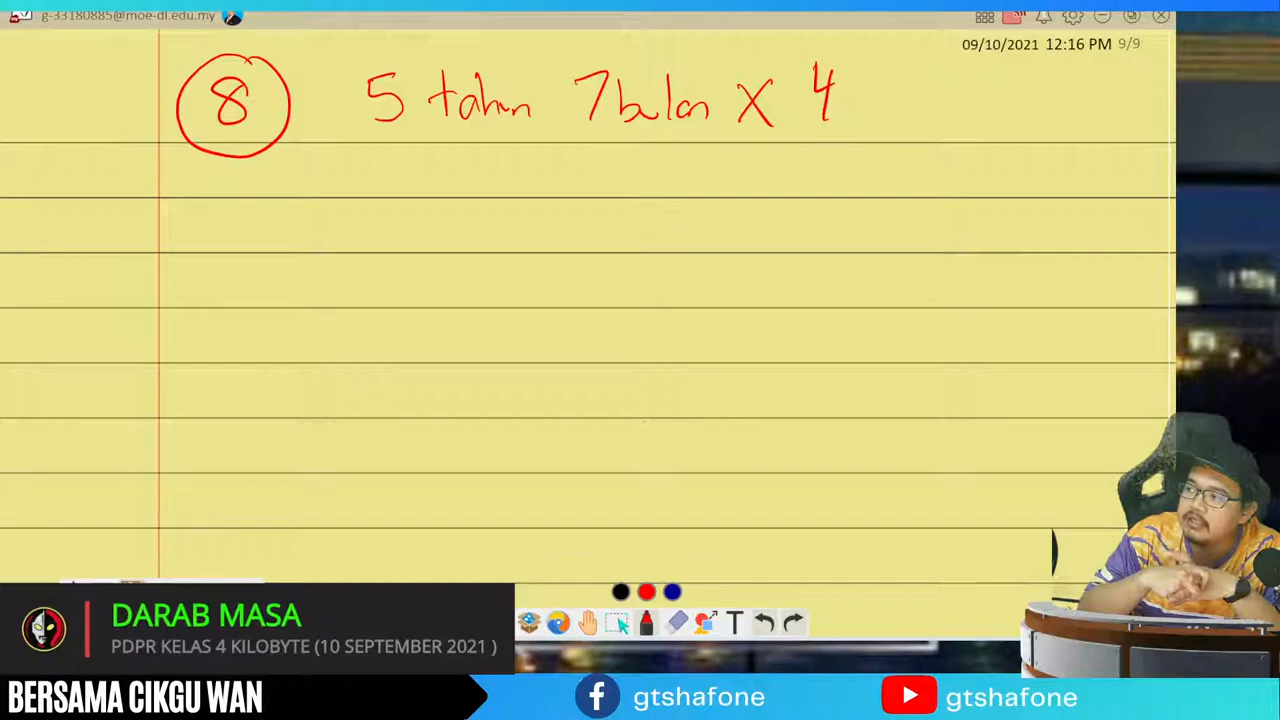 g-33180885@moe-dl.edu.my
09/10/2021 12:16 PM 9/9
8 5 tahun 7 bulan x 4
T
DARAB MASA
PDPR KELAS 4 KILOBYTE (10 SEPTEMBER 2021 )
BERSAMA CIKGU WAN
gtshafone
gtshafone